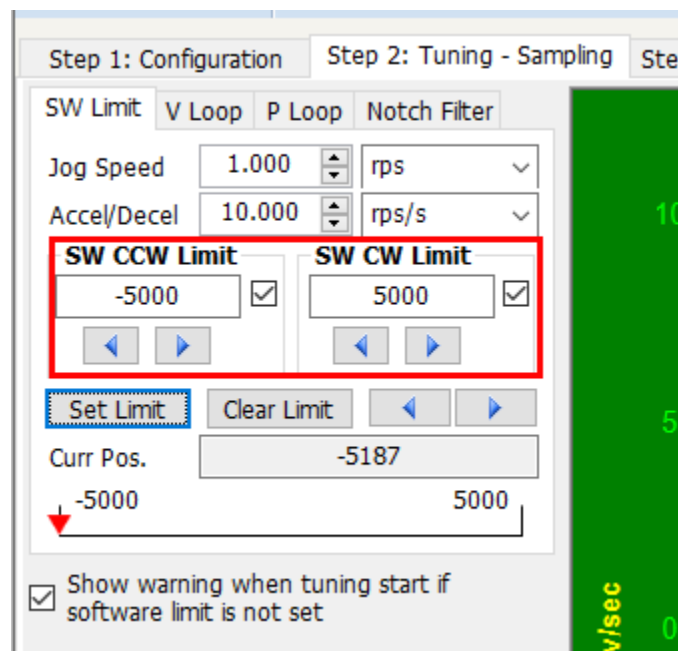 Step 1: Configuration Step 2: Tuning - Sampling Ste
SW Limit V Loop P Loop Notch Filter
Jog Speed 1.000 rps
Accel/Decel 10.000 rps/s
SW CCW Limit SW CW Limit
-5000 5000
Set Limit Clear Limit
Curr Pos. -5187
-5000 5000
Show warning when tuning start if
software limit is not set
10
5
0
v/sec